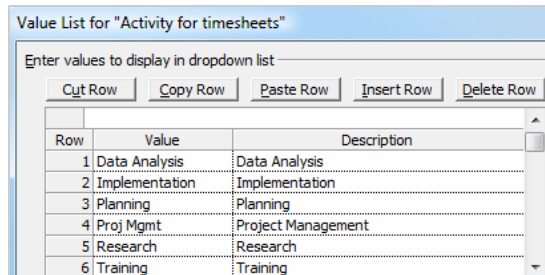 Value List for "Activity for timesheets"
Enter values to display in dropdown list
Cut Row Copy Row Paste Row Insert Row Delete Row
Row Value Description
1 Data Analysis Data Analysis
2 Implementation Implementation
3 Planning Planning
4 Proj Mgmt Project Management
5 Research Research
6 Training Training